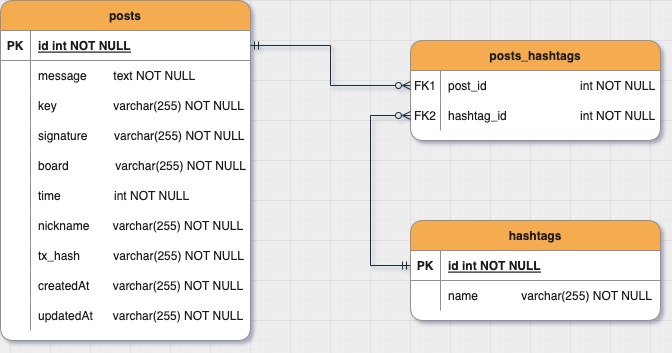 posts
PK id int NOT NULL
message text NOT NULL
key varchar(255) NOT NULL
signature varchar(255) NOT NULL
board varchar(255) NOT NULL
time int NOT NULL
nickname varchar(255) NOT NULL
tx_hash varchar(255) NOT NULL
createdAt varchar(255) NOT NULL
updatedAt varchar(255) NOT NULL
posts_hashtags
FK1 post_id int NOT NULL
FK2 hashtag_id int NOT NULL
hashtags
PK id int NOT NULL
name varchar(255) NOT NULL